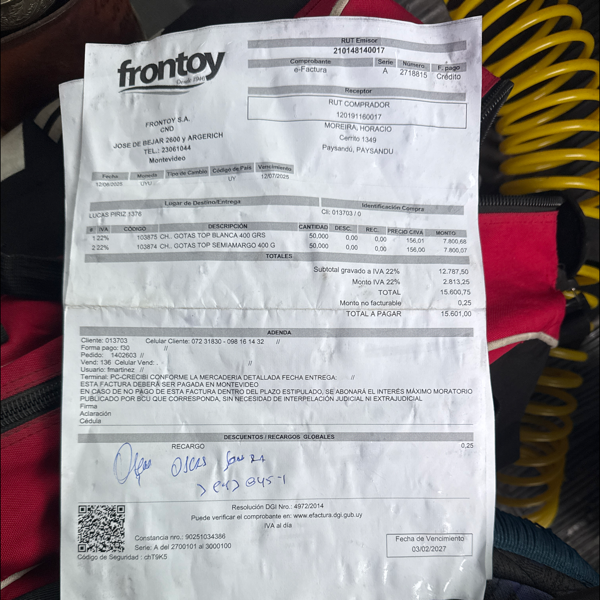 frontoy
Desde 1946
FRONTOY S.A.
CND
JOSE DE BEJAR 2600 y ARGERICH
TEL.: 23061044
Montevideo
RUT Emisor
210148140017
Comprobante Serie Número F. pago
e-Factura A 2718815 Crédito
Receptor
RUT COMPRADOR
120191160017
MOREIRA, HORACIO
Cerrito 1349
Paysandú, PAYSANDU
Fecha Moneda Tipo de Cambio Código de País Vencimiento
12/06/2025 UYU UY 12/07/2025
Lugar de Destino/Entrega Identificación Compra
LUCAS PIRIZ 1376 Cli: 013703 / 0
# IVA CÓDIGO DESCRIPCIÓN CANTIDAD DESC. REC. PRECIO C/IVA MONTO
1 22% 103875 CH.. GOTAS TOP BLANCA 400 GRS 50,000 0,00 0,00 156,01 7.800,68
2 22% 103874 CH.. GOTAS TOP SEMIAMARGO 400 G 50,000 0,00 0,00 156,00 7.800,07
TOTALES
Subtotal gravado a IVA 22% 12.787,50
Monto IVA 22% 2.813,25
TOTAL 15.600,75
Monto no facturable 0,25
TOTAL A PAGAR 15.601,00
ADENDA
Cliente: 013703 Celular Cliente: 072 31830 - 098 16 14 32 //
Forma pago: f30 //
Pedido: 1402603 //
Vend: 136 Celular Vend: . //
Usuario: fmartinez //
Terminal: PC-CRECIBI CONFORME LA MERCADERIA DETALLADA FECHA ENTREGA: . / /
ESTA FACTURA DEBERÁ SER PAGADA EN MONTEVIDEO
EN CASO DE NO PAGO DE ESTA FACTURA DENTRO DEL PLAZO ESTIPULADO, SE ABONARÁ EL INTERÉS MÁXIMO MORATORIO
PUBLICADO POR BCU QUE CORRESPONDA, SIN NECESIDAD DE INTERPELACIÓN JUDICIAL NI EXTRAJUDICIAL
Firma
Aclaración
Cédula
DESCUENTOS / RECARGOS GLOBALES
RECARGO 0,25
Resolución DGI Nro.: 4972/2014
Puede verificar el comprobante en: www.efactura.dgi.gub.uy
IVA al día
Constancia nro.: 90251034386
Serie: A del 2700101 al 3000100
Código de Seguridad : chT9K5
Fecha de Vencimiento
03/02/2027